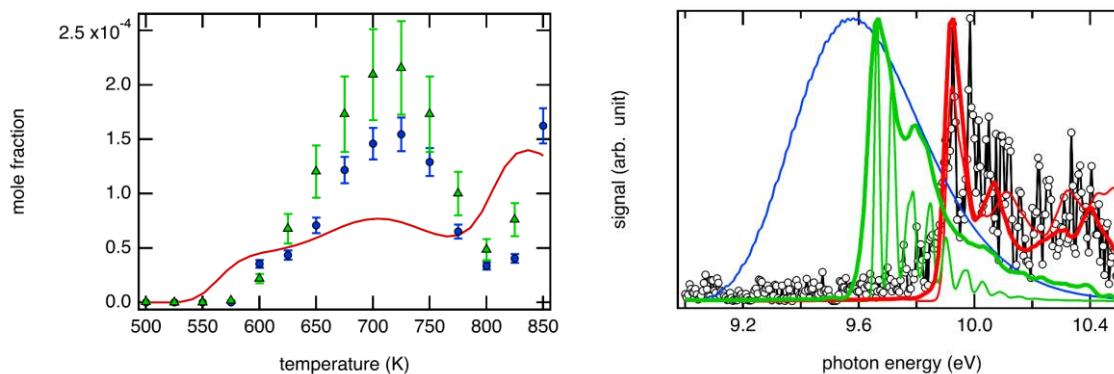 2.5 x10⁻⁴
2.0
1.5
1.0
0.5
0.0
mole fraction
500 550 600 650 700 750 800 850
temperature (K)
signal (arb. unit)
9.2 9.6 10.0 10.4
photon energy (eV)